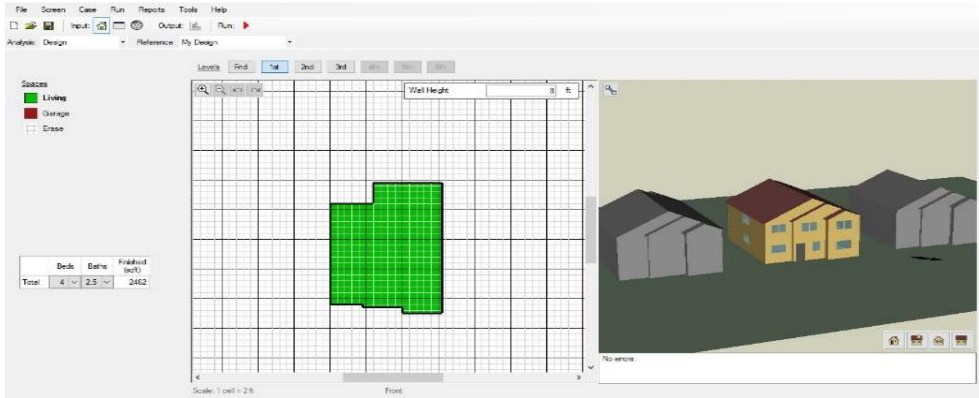 File Screen Case Run Reports Tools Help
Input: Output: Run:
Analysis: Design Reference: My Design
Levels Fnd 1st 2nd 3rd
Spaces
Living
Garage
Erase
Wall Height: 8 ft
Beds Baths Finished (sqft)
Total 4 2.5 2462
No errors.
Scale: 1 cell = 2 ft Front